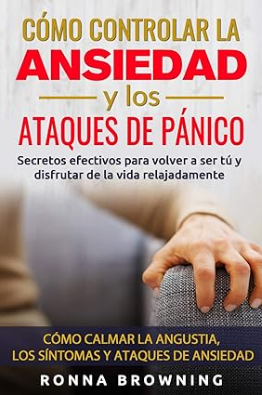 CÓMO CONTROLAR LA
ANSIEDAD
y los
ATAQUES DE PÁNICO
Secretos efectivos para volver a ser tú y
disfrutar de la vida relajadamente
CÓMO CALMAR LA ANGUSTIA,
LOS SÍNTOMAS Y ATAQUES DE ANSIEDAD
RONNA BROWNING